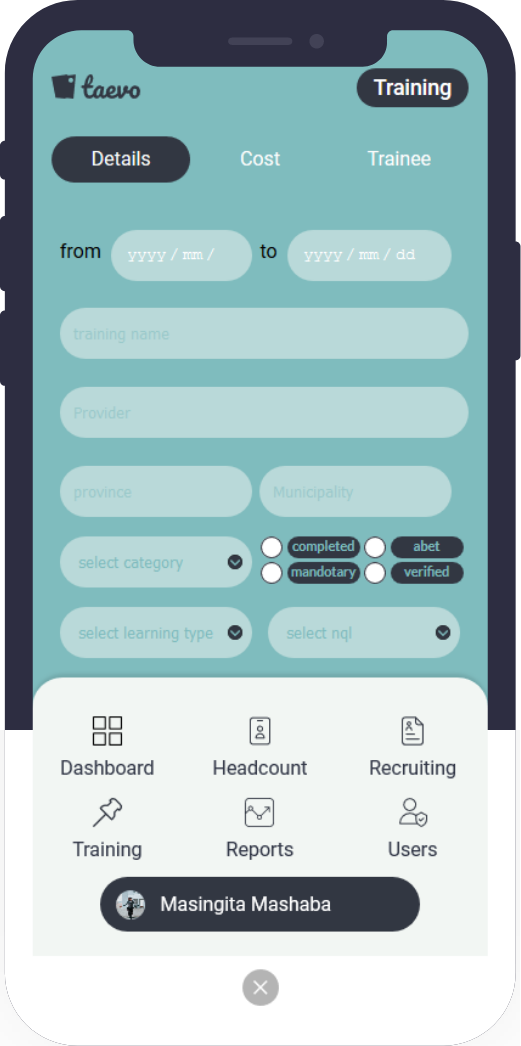 taevo Training
Details Cost Trainee
from yyyy / mm / to yyyy / mm / dd
training name
Provider
province Municipality
select category completed abet
mandotary verified
select learning type select nql
Dashboard Headcount Recruiting
Training Reports Users
Masingita Mashaba